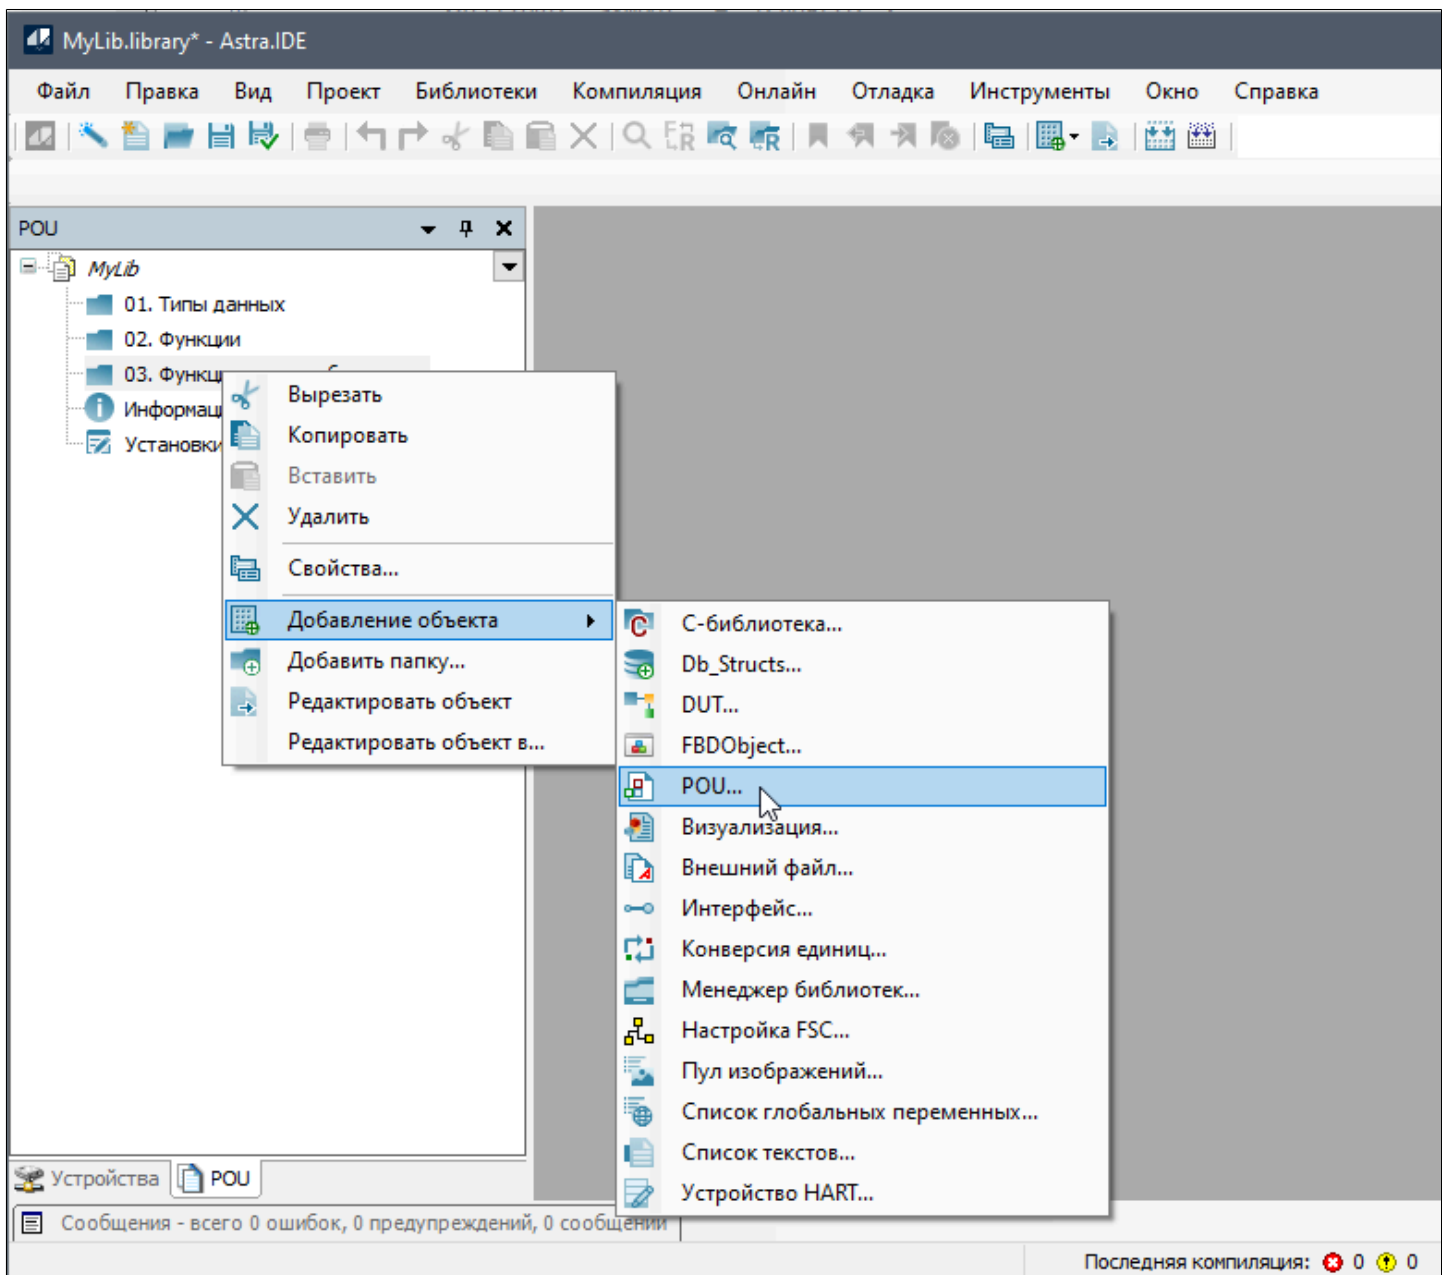 MyLib.library* - Astra.IDE
Файл Правка Вид Проект Библиотеки Компиляция Онлайн Отладка Инструменты Окно Справка
POU
MyLib
01. Типы данных
02. Функции
03.
Вырезать
Копировать
Вставить
Удалить
Свойства...
Добавление объекта
Добавить папку...
Редактировать объект
Редактировать объект в...
С-библиотека...
Db_Structs...
DUT...
FBDObject...
POU...
Визуализация...
Внешний файл...
Интерфейс...
Конверсия единиц...
Менеджер библиотек...
Настройка FSC...
Пул изображений...
Список глобальных переменных...
Список текстов...
Устройство HART...
Устройства POU
Сообщения - всего 0 ошибок, 0 предупреждений, 0 сообщений
Последняя компиляция: 0 0